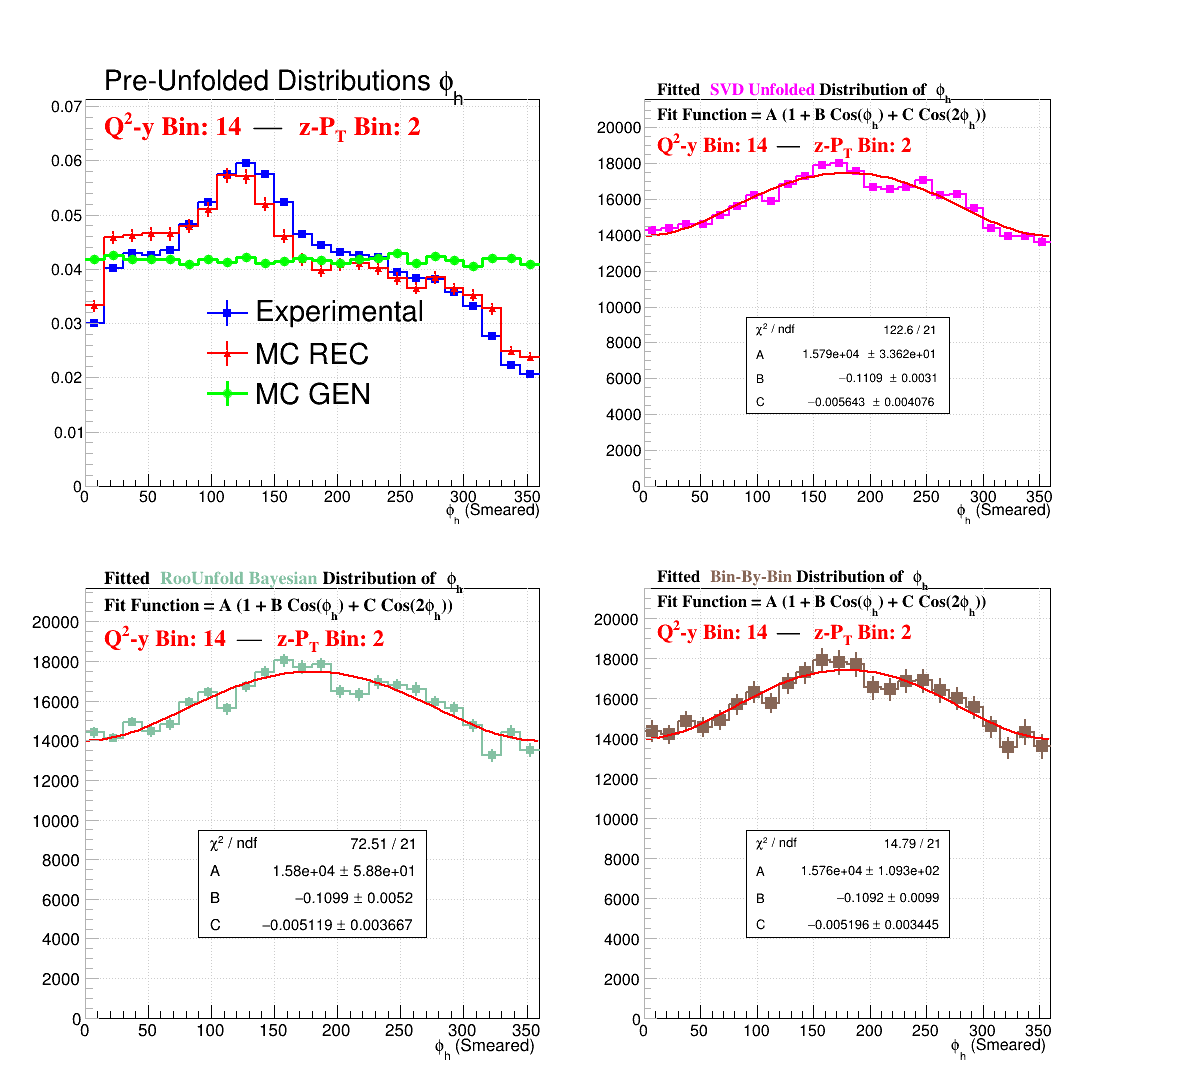 Pre-Unfolded Distributions ϕh
Q2-y Bin: 14 — z-PT Bin: 2
0.07
0.06
0.05
0.04
0.03
0.02
0.01
0
Experimental
MC REC
MC GEN
0 50 100 150 200 250 300 350
ϕh (Smeared)
Fitted SVD Unfolded Distribution of ϕh
Fit Function = A (1 + B Cos(ϕh) + C Cos(2ϕh))
Q2-y Bin: 14 — z-PT Bin: 2
20000
18000
16000
14000
12000
10000
8000
6000
4000
2000
0
χ2 / ndf 122.6 / 21
A 1.579e+04 ± 3.362e+01
B −0.1109 ± 0.0031
C −0.005643 ± 0.004076
0 50 100 150 200 250 300 350
ϕh (Smeared)
Fitted RooUnfold Bayesian Distribution of ϕh
Fit Function = A (1 + B Cos(ϕh) + C Cos(2ϕh))
Q2-y Bin: 14 — z-PT Bin: 2
20000
18000
16000
14000
12000
10000
8000
6000
4000
2000
0
χ2 / ndf 72.51 / 21
A 1.58e+04 ± 5.88e+01
B −0.1099 ± 0.0052
C −0.005119 ± 0.003667
0 50 100 150 200 250 300 350
ϕh (Smeared)
Fitted Bin-By-Bin Distribution of ϕh
Fit Function = A (1 + B Cos(ϕh) + C Cos(2ϕh))
Q2-y Bin: 14 — z-PT Bin: 2
20000
18000
16000
14000
12000
10000
8000
6000
4000
2000
0
χ2 / ndf 14.79 / 21
A 1.576e+04 ± 1.093e+02
B −0.1092 ± 0.0099
C −0.005196 ± 0.003445
0 50 100 150 200 250 300 350
ϕh (Smeared)